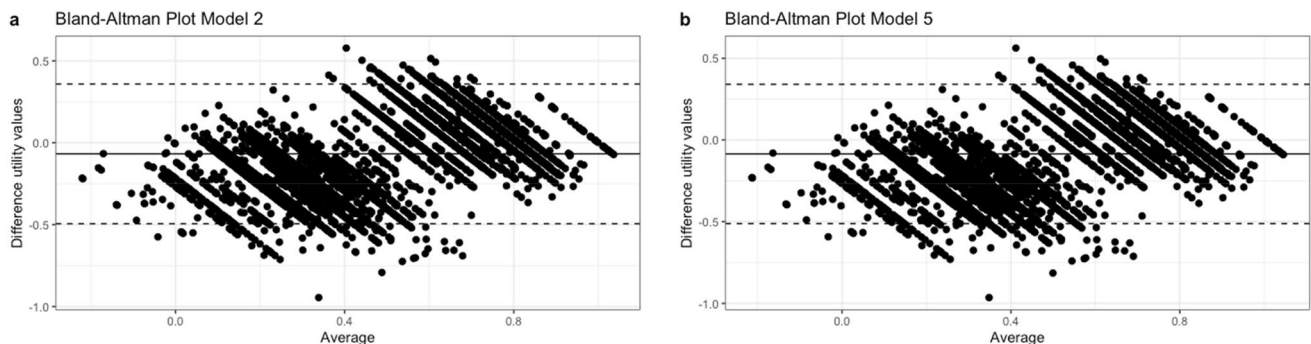 a Bland-Altman Plot Model 2
0.5
0.0
-0.5
-1.0
Difference utility values
0.0 0.4 0.8
Average
b Bland-Altman Plot Model 5
0.5
0.0
-0.5
-1.0
Difference utility values
0.0 0.4 0.8
Average